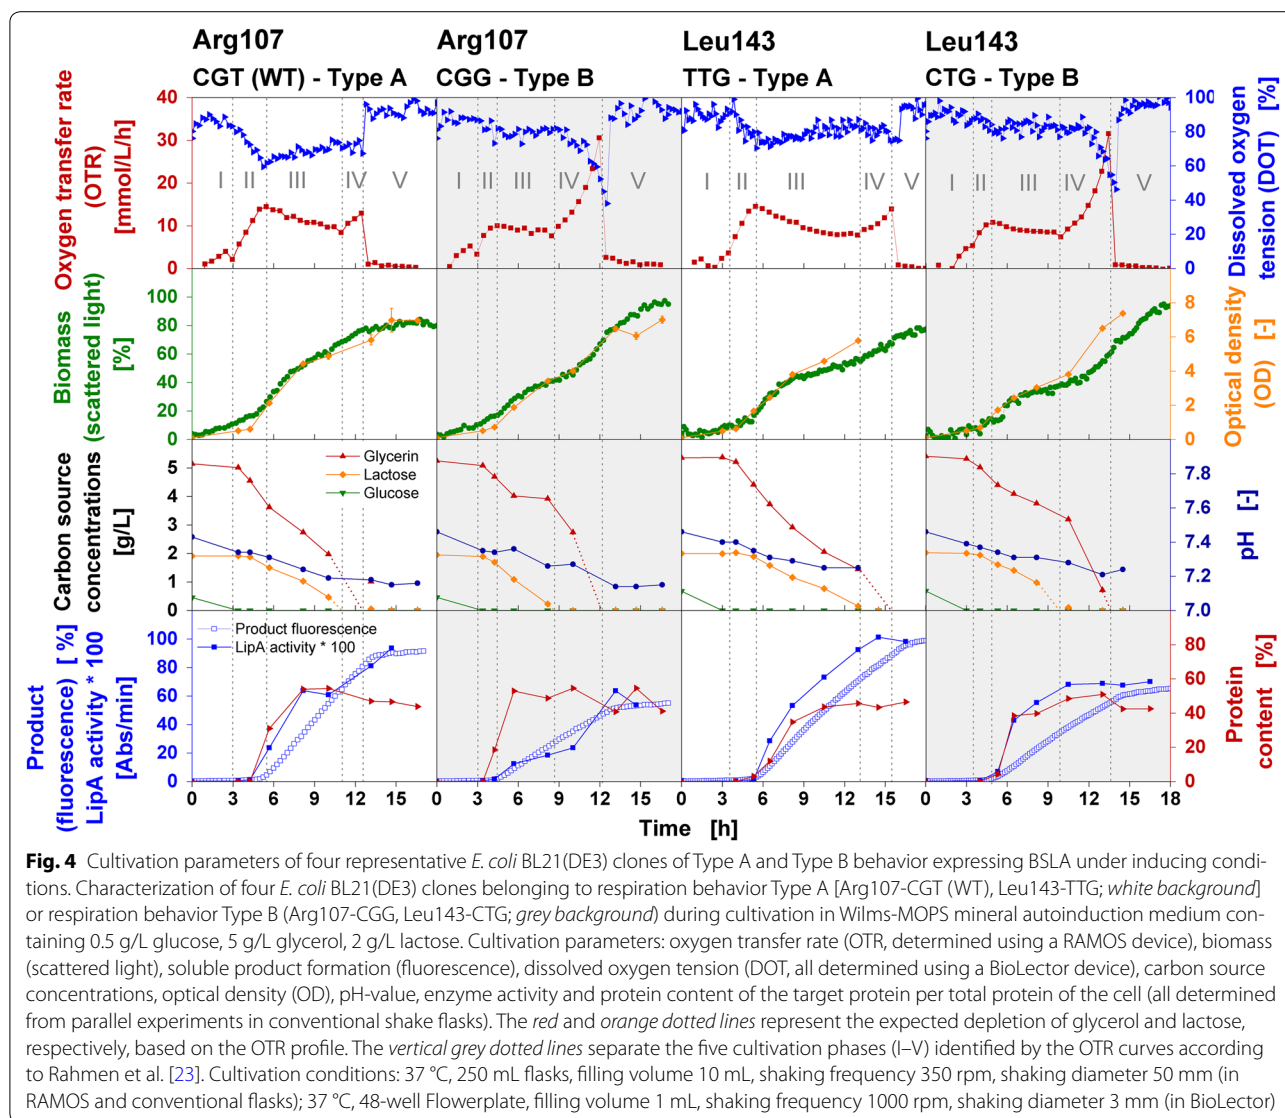 Arg107 Arg107 Leu143 Leu143
CGT (WT) - Type A CGG - Type B TTG - Type A CTG - Type B
Oxygen transfer rate
(OTR)
[mmol/L/h]
40
30
20
10
0
I II III IV V
I II III IV V
I II III IV V
I II III IV V
100
80
60
40
20
0
Dissolved oxygen
tension (DOT) [%]
Biomass
(scattered light)
[%]
100
80
60
40
20
0
8
6
4
2
0
Optical density
(OD) [-]
Carbon source
concentrations
[g/L]
5
4
3
2
1
0
Glycerin
Lactose
Glucose
7.8
7.6
7.4
7.2
7.0
pH [-]
Product
(fluorescence) [ %]
LipA activity * 100
[Abs/min]
100
80
60
40
20
0
Product fluorescence
LipA activity * 100
80
60
40
20
0
Protein
content [%]
0 3 6 9 12 15 0 3 6 9 12 15 0 3 6 9 12 15 0 3 6 9 12 15 18
Time [h]
Fig. 4 Cultivation parameters of four representative E. coli BL21(DE3) clones of Type A and Type B behavior expressing BSLA under inducing condi-
tions. Characterization of four E. coli BL21(DE3) clones belonging to respiration behavior Type A [Arg107-CGT (WT), Leu143-TTG; white background]
or respiration behavior Type B (Arg107-CGG, Leu143-CTG; grey background) during cultivation in Wilms-MOPS mineral autoinduction medium con-
taining 0.5 g/L glucose, 5 g/L glycerol, 2 g/L lactose. Cultivation parameters: oxygen transfer rate (OTR, determined using a RAMOS device), biomass
(scattered light), soluble product formation (fluorescence), dissolved oxygen tension (DOT, all determined using a BioLector device), carbon source
concentrations, optical density (OD), pH-value, enzyme activity and protein content of the target protein per total protein of the cell (all determined
from parallel experiments in conventional shake flasks). The red and orange dotted lines represent the expected depletion of glycerol and lactose,
respectively, based on the OTR profile. The vertical grey dotted lines separate the five cultivation phases (I–V) identified by the OTR curves according
to Rahmen et al. [23]. Cultivation conditions: 37 °C, 250 mL flasks, filling volume 10 mL, shaking frequency 350 rpm, shaking diameter 50 mm (in
RAMOS and conventional flasks); 37 °C, 48-well Flowerplate, filling volume 1 mL, shaking frequency 1000 rpm, shaking diameter 3 mm (in BioLector)